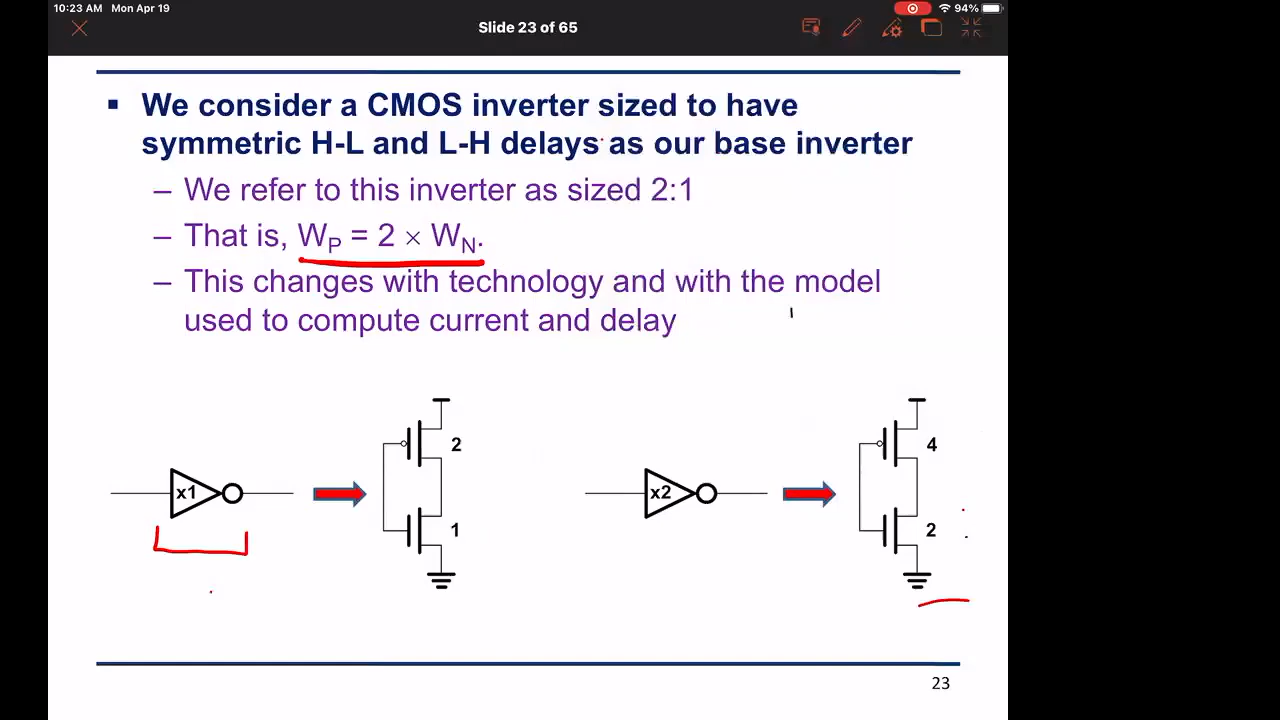 10:23 AM Mon Apr 19
94%
Slide 23 of 65
▪ We consider a CMOS inverter sized to have
symmetric H-L and L-H delays as our base inverter
– We refer to this inverter as sized 2:1
– That is, W_P = 2 × W_N.
– This changes with technology and with the model
used to compute current and delay
x1
2
1
x2
4
2
23